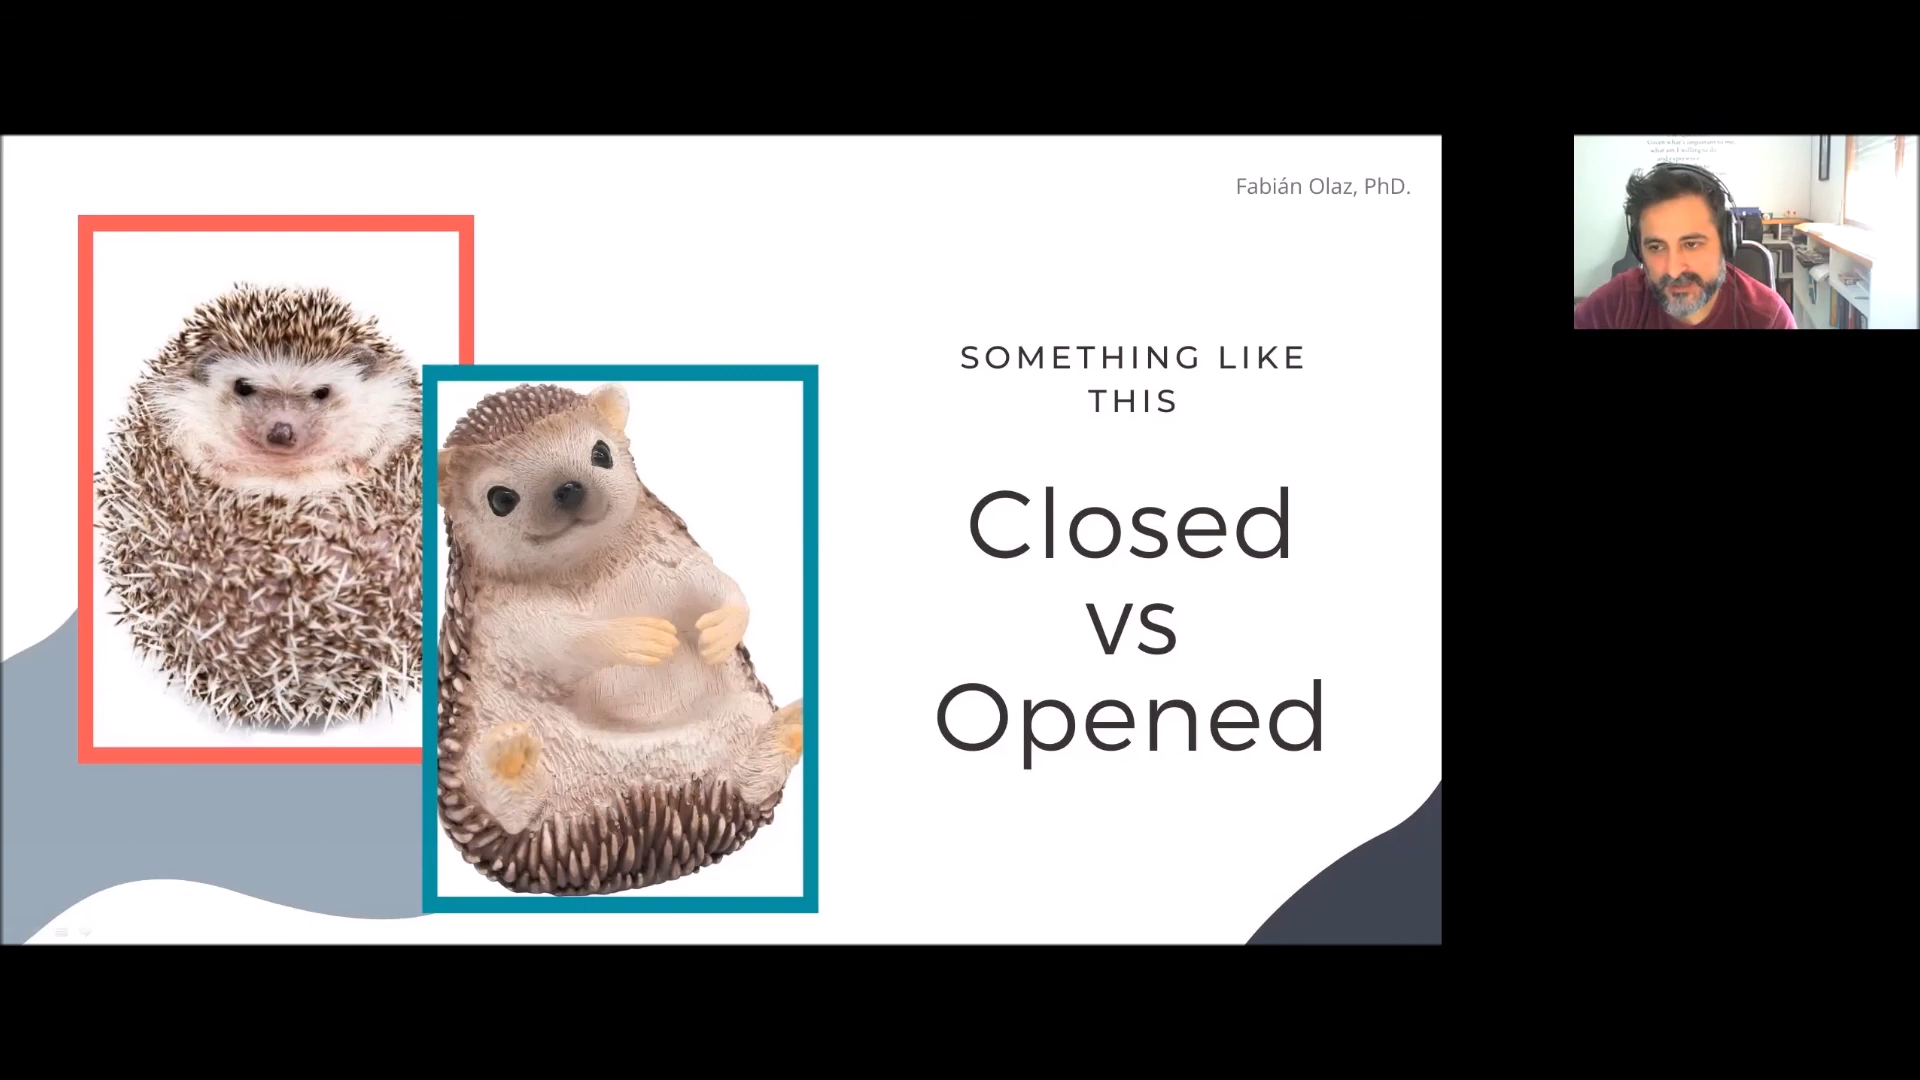 Fabián Olaz, PhD.
SOMETHING LIKE
THIS
Closed
vs
Opened